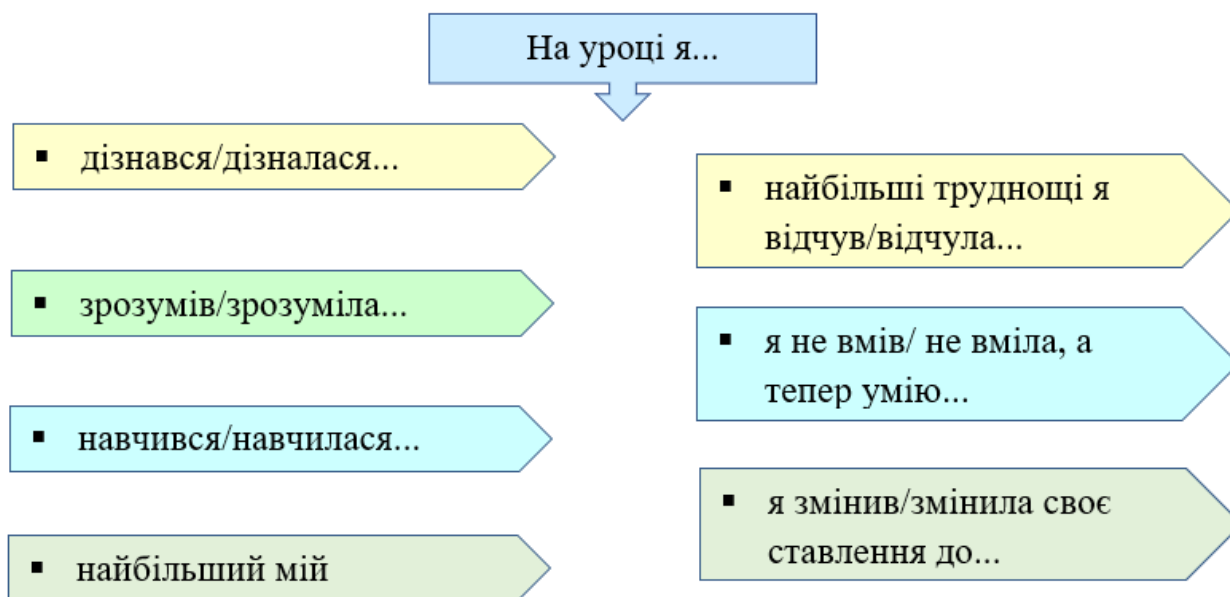 На уроці я...
дізнався/дізналася...
зрозумів/зрозуміла...
навчився/навчилася...
найбільший мій
найбільші труднощі я
відчув/відчула...
я не вмів/ не вміла, а
тепер умію...
я змінив/змінила своє
ставлення до...